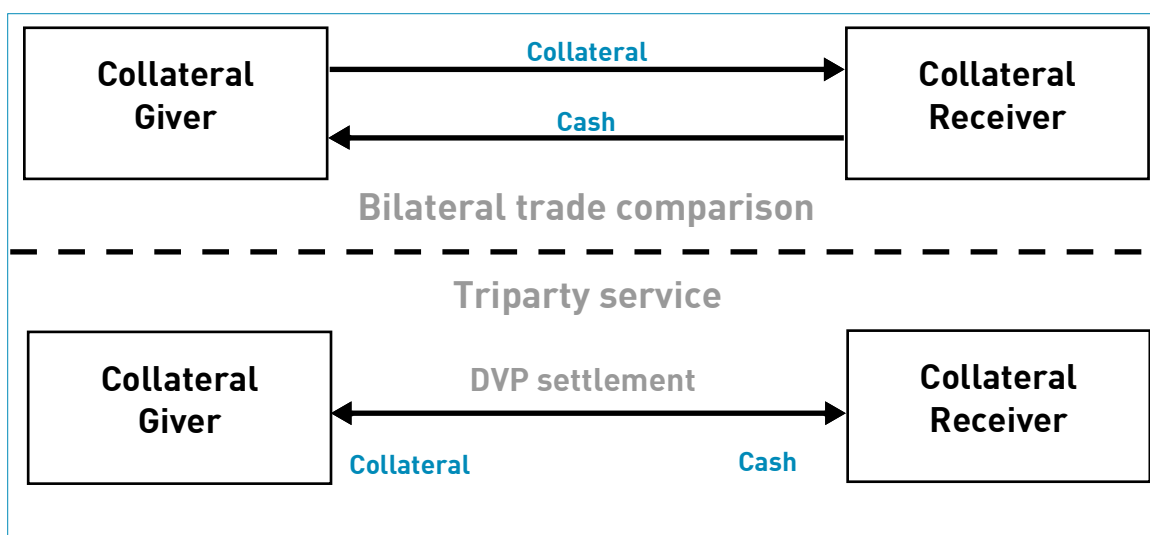 Collateral
Giver
Collateral
Cash
Collateral
Receiver
Bilateral trade comparison
Triparty service
Collateral
Giver
DVP settlement
Collateral
Cash
Collateral
Receiver